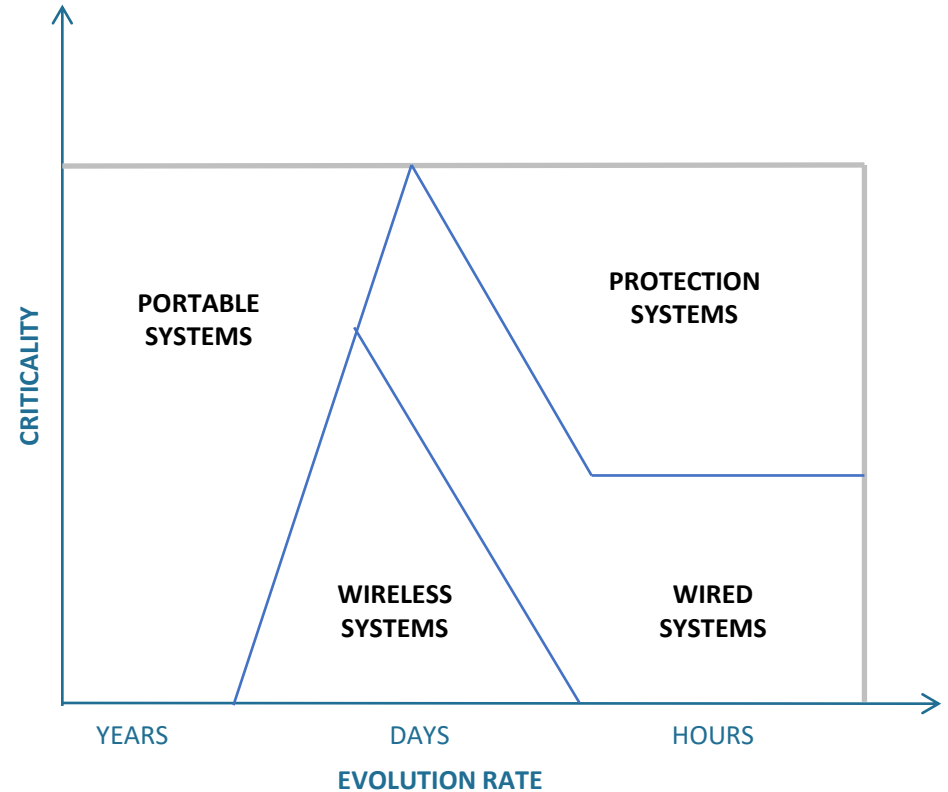 CRITICALITY
PORTABLE
SYSTEMS
PROTECTION
SYSTEMS
WIRELESS
SYSTEMS
WIRED
SYSTEMS
YEARS
DAYS
HOURS
EVOLUTION RATE